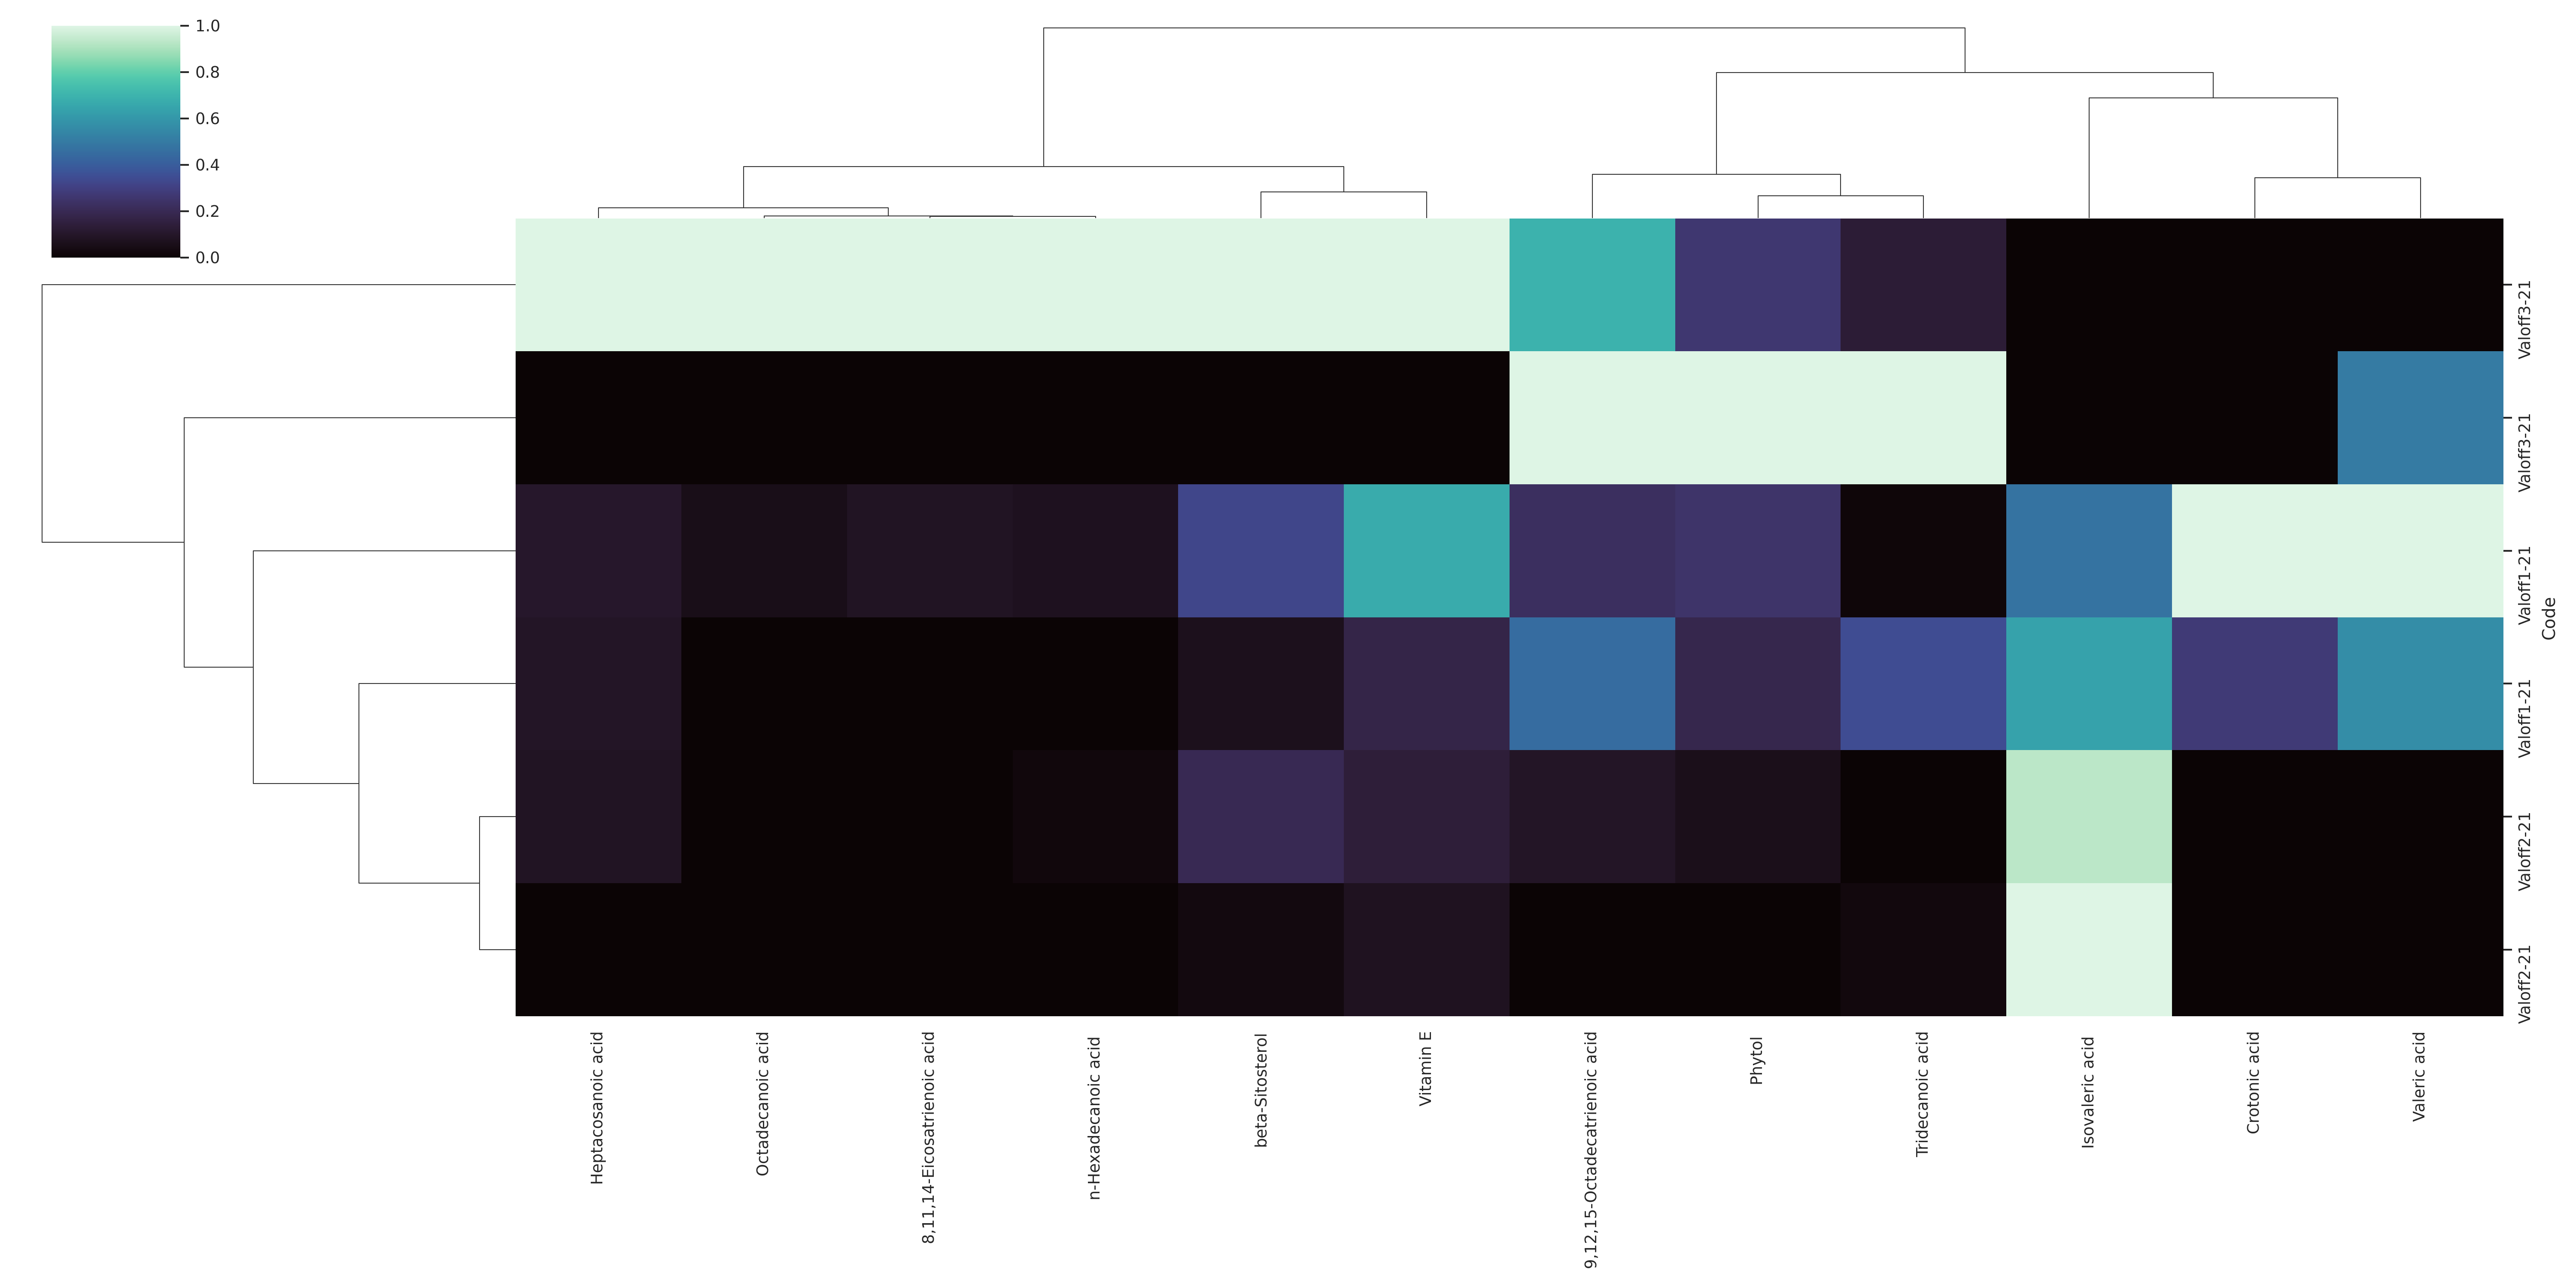 1.0
0.8
0.6
0.4
0.2
0.0
Valoff3-21
Valoff3-21
Valoff1-21
Valoff1-21
Valoff2-21
Valoff2-21
Code
Heptacosanoic acid
Octadecanoic acid
8,11,14-Eicosatrienoic acid
n-Hexadecanoic acid
beta-Sitosterol
Vitamin E
9,12,15-Octadecatrienoic acid
Phytol
Tridecanoic acid
Isovaleric acid
Crotonic acid
Valeric acid